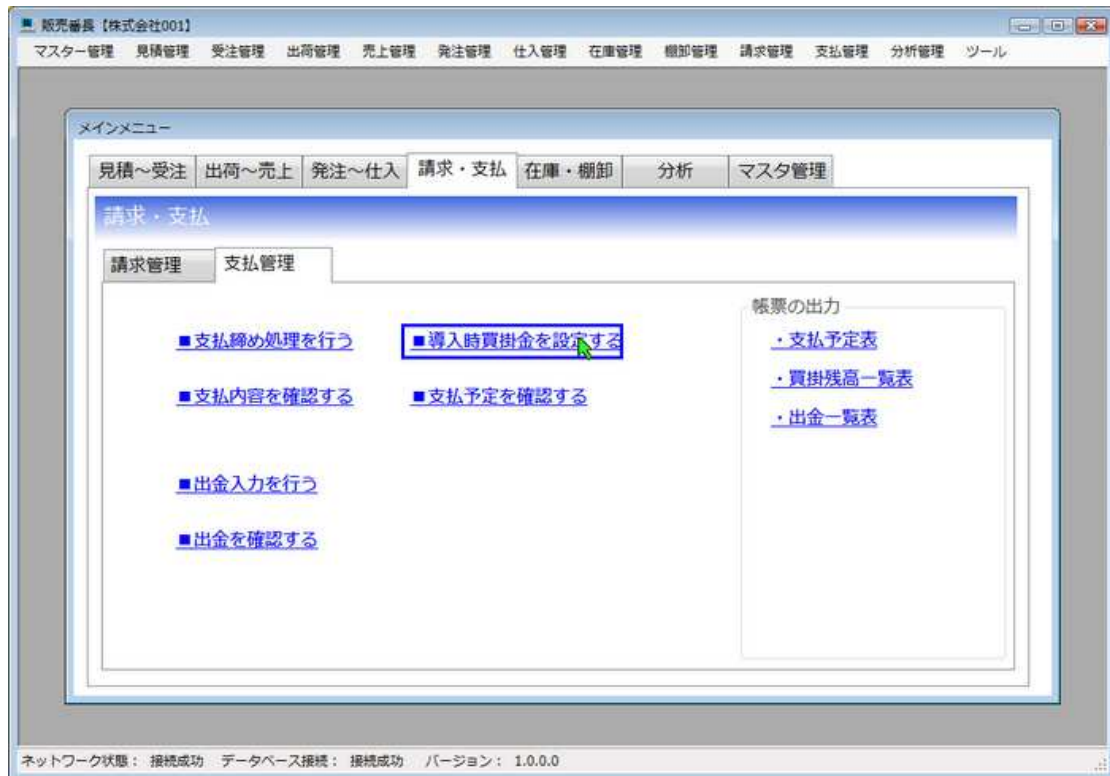 販売番長【株式会社001】
マスター管理 見積管理 受注管理 出荷管理 売上管理 発注管理 仕入管理 在庫管理 棚卸管理 請求管理 支払管理 分析管理 ツール
メインメニュー
見積～受注 出荷～売上 発注～仕入 請求・支払 在庫・棚卸 分析 マスタ管理
請求・支払
請求管理 支払管理
帳票の出力
■支払締め処理を行う ■導入時買掛金を設定する ・支払予定表
・買掛残高一覧表
■支払内容を確認する ■支払予定を確認する
・出金一覧表
■出金入力を行う
■出金を確認する
ネットワーク状態： 接続成功 データベース接続： 接続成功 バージョン： 1.0.0.0